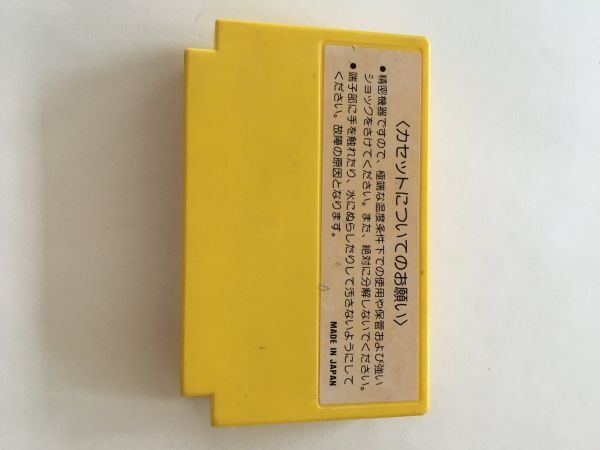 〈カセットについてのお願い〉
●精密機器ですので、極端な温度条件下での使用や保管および強い
ショックをさけてください。また、絶対に分解しないでください。
●端子部に手を触れたり、水にぬらしたりして汚さないようにして
ください。故障の原因となります。
MADE IN JAPAN